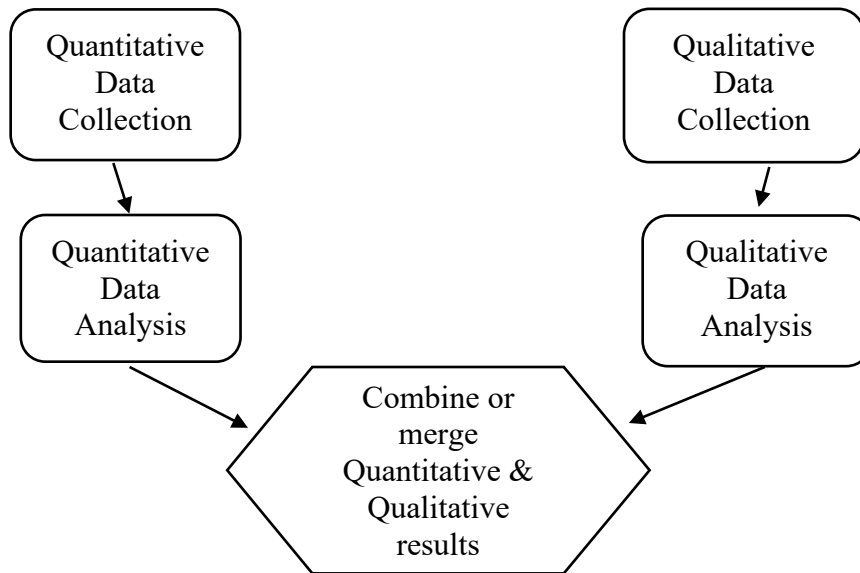 Quantitative
Data
Collection
Qualitative
Data
Collection
Quantitative
Data
Analysis
Qualitative
Data
Analysis
Combine or
merge
Quantitative &
Qualitative
results